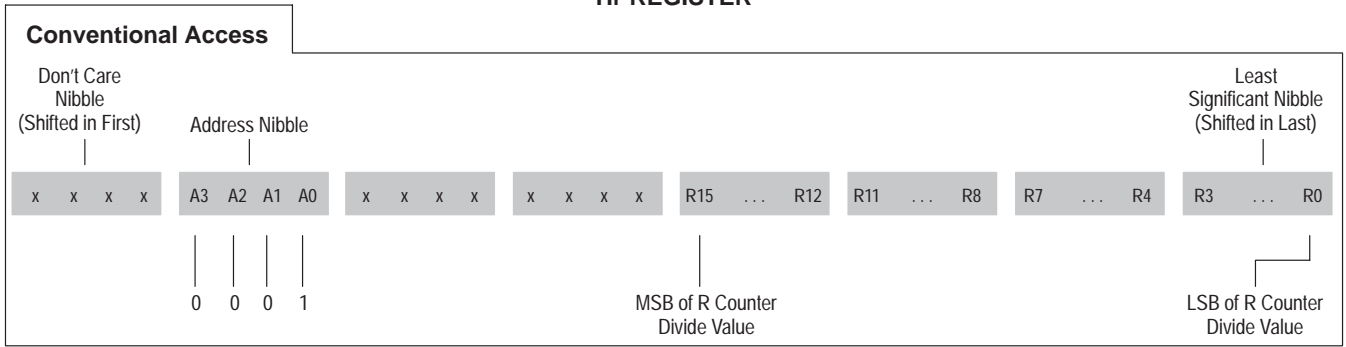 Conventional Access
Don't Care
Nibble
(Shifted in First)
Address Nibble
Least
Significant Nibble
(Shifted in Last)
x x x x A3 A2 A1 A0 x x x x x x x x R15 ... R12 R11 ... R8 R7 ... R4 R3 ... R0
0 0 0 1
MSB of R Counter
Divide Value
LSB of R Counter
Divide Value